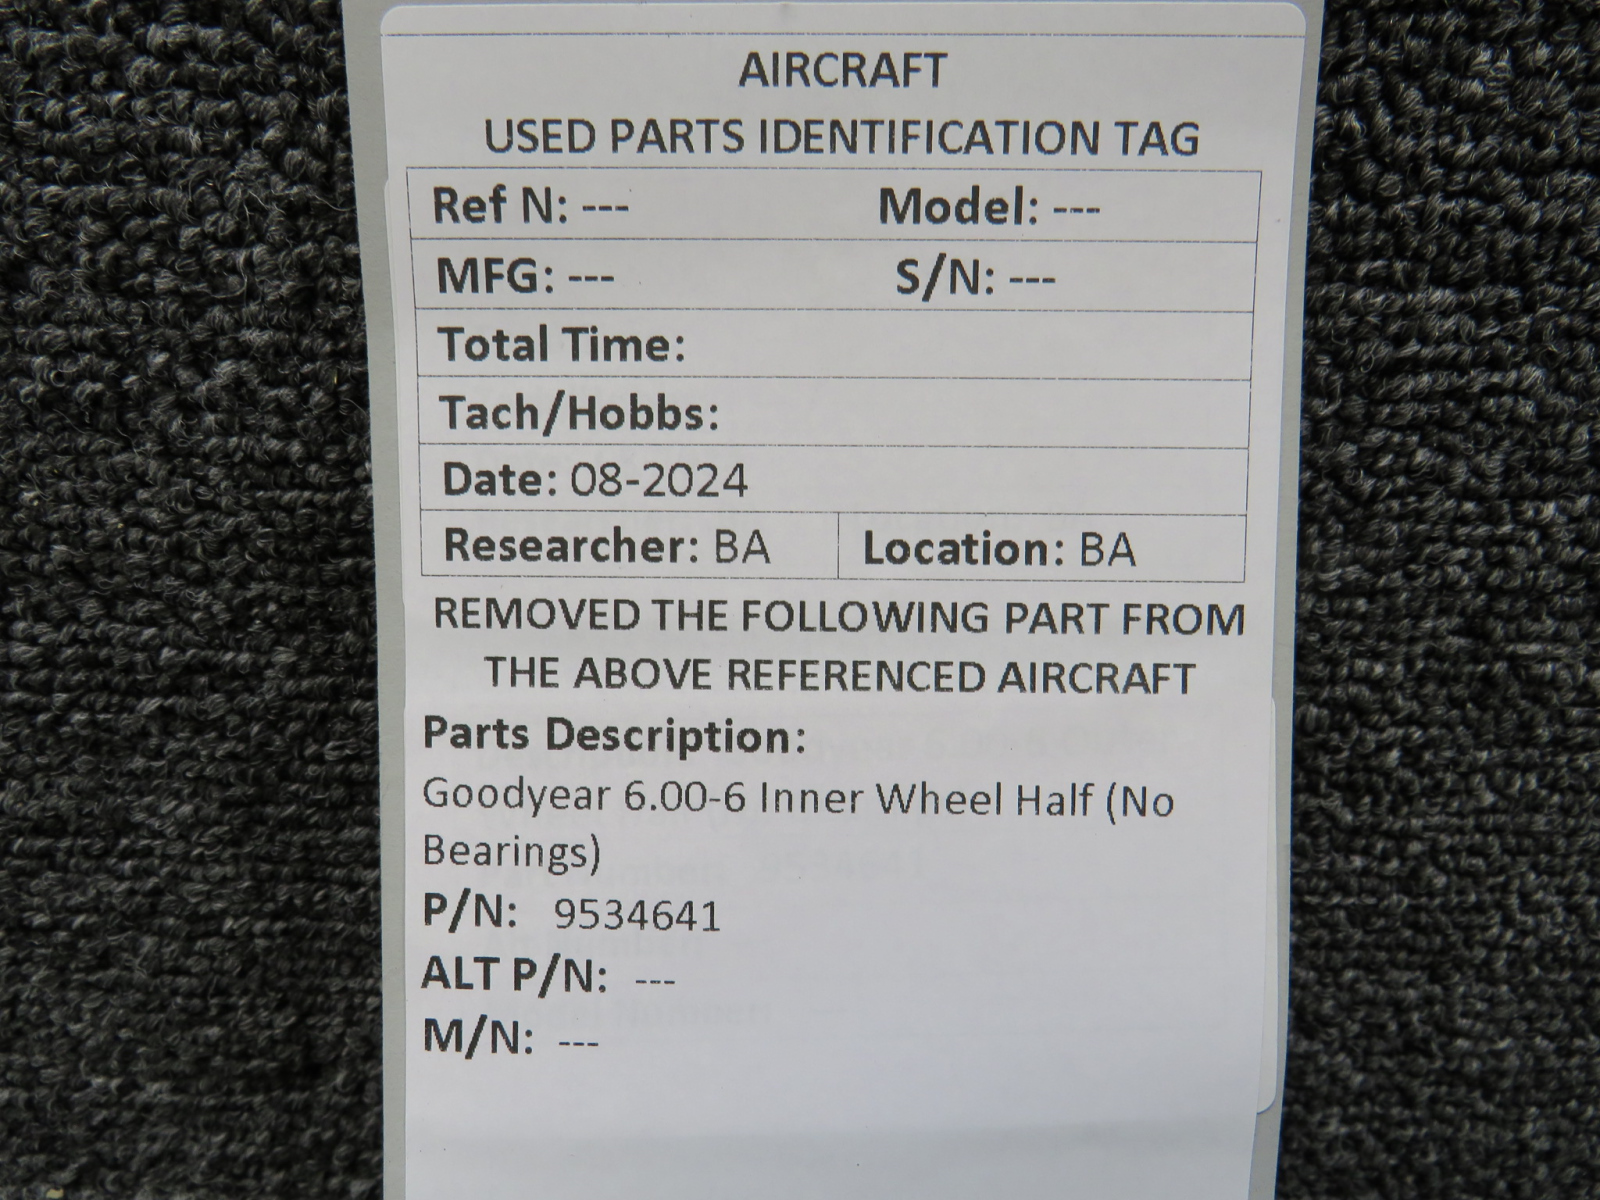 AIRCRAFT
USED PARTS IDENTIFICATION TAG
Ref N: --- Model: ---
MFG: --- S/N: ---
Total Time:
Tach/Hobbs:
Date: 08-2024
Researcher: BA Location: BA
REMOVED THE FOLLOWING PART FROM
THE ABOVE REFERENCED AIRCRAFT
Parts Description:
Goodyear 6.00-6 Inner Wheel Half (No
Bearings)
P/N: 9534641
ALT P/N: ---
M/N: ---